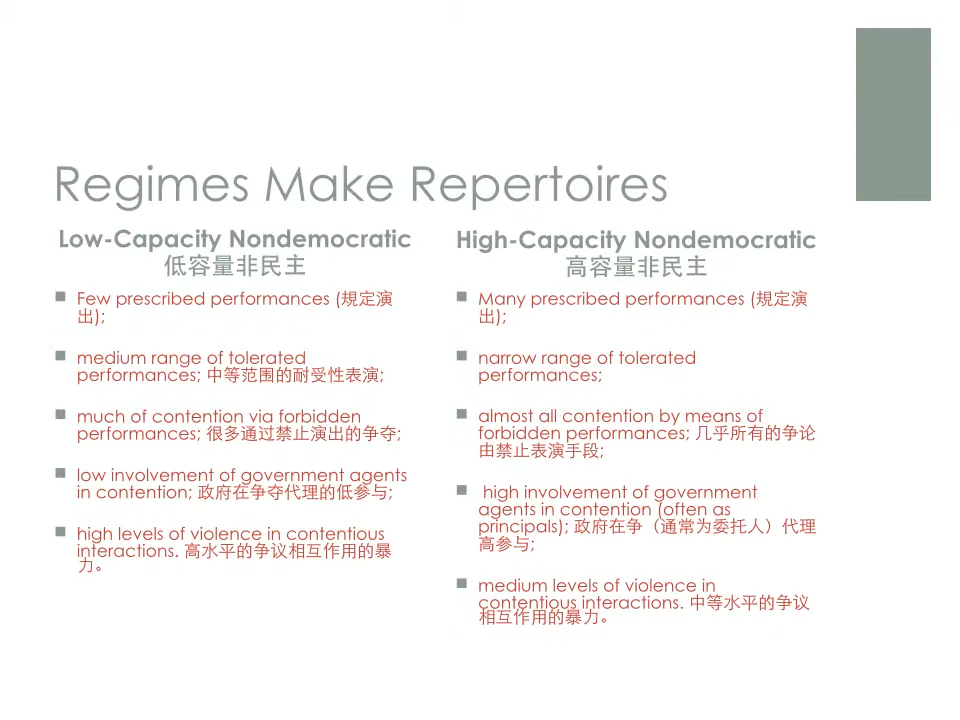 Regimes Make Repertoires
Low-Capacity Nondemocratic
低容量非民主
Few prescribed performances (規定演
出);
medium range of tolerated
performances; 中等范围的耐受性表演;
much of contention via forbidden
performances; 很多通过禁止演出的争夺;
low involvement of government agents
in contention; 政府在争夺代理的低参与;
high levels of violence in contentious
interactions. 高水平的争议相互作用的暴
力。
High-Capacity Nondemocratic
高容量非民主
Many prescribed performances (規定演
出);
narrow range of tolerated
performances;
almost all contention by means of
forbidden performances; 几乎所有的争论
由禁止表演手段;
high involvement of government
agents in contention (often as
principals); 政府在争（通常为委托人）代理
高参与;
medium levels of violence in
contentious interactions. 中等水平的争议
相互作用的暴力。